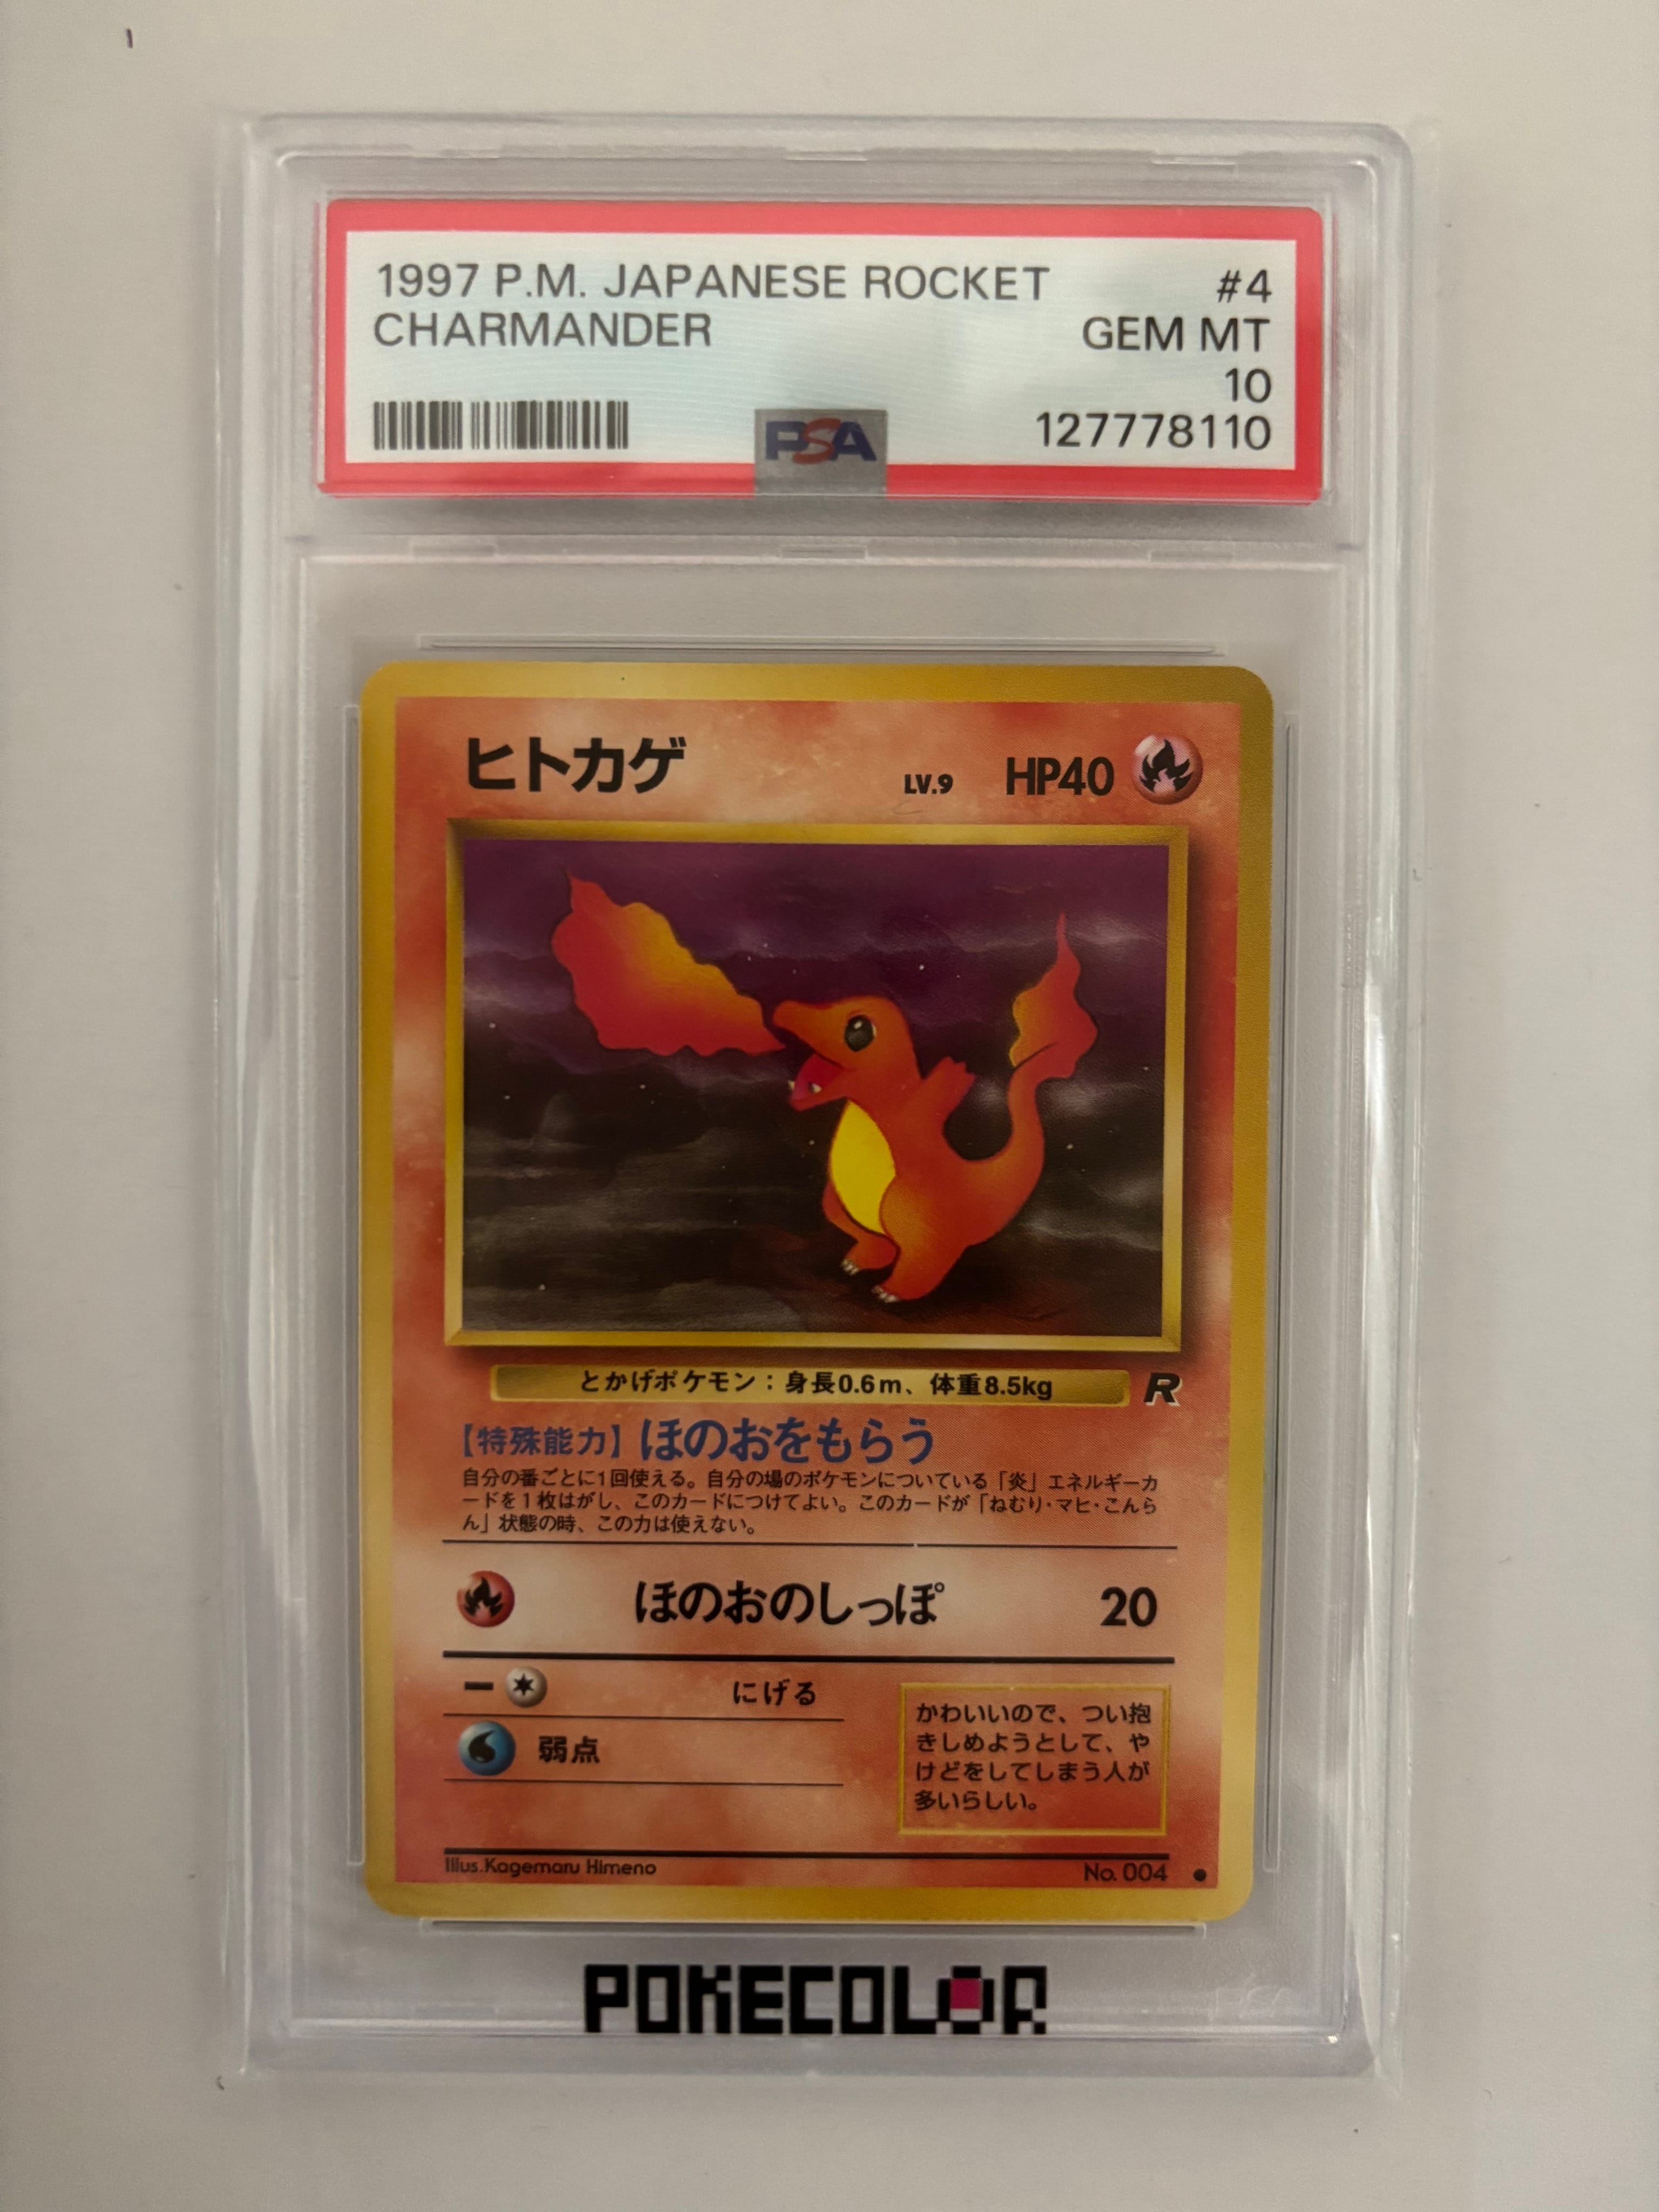 1997 P.M. JAPANESE ROCKET #4
CHARMANDER GEM MT
10
PSA 127778110
ヒトカゲ LV.9 HP40
とかげポケモン：身長0.6m、体重8.5kg R
【特殊能力】ほのおをもらう
自分の番ごとに1回使える。自分の場のポケモンについている「炎」エネルギーカ
ードを1枚はがし、このカードにつけてよい。このカードが「ねむり・マヒ・こんら
ん」状態の時、この力は使えない。
ほのおのしっぽ 20
ー にげる
弱点
かわいいので、つい抱
きしめようとして、や
けどをしてしまう人が
多いらしい。
Illus.Kagemaru Himeno No. 004 ●
POKECOLOR